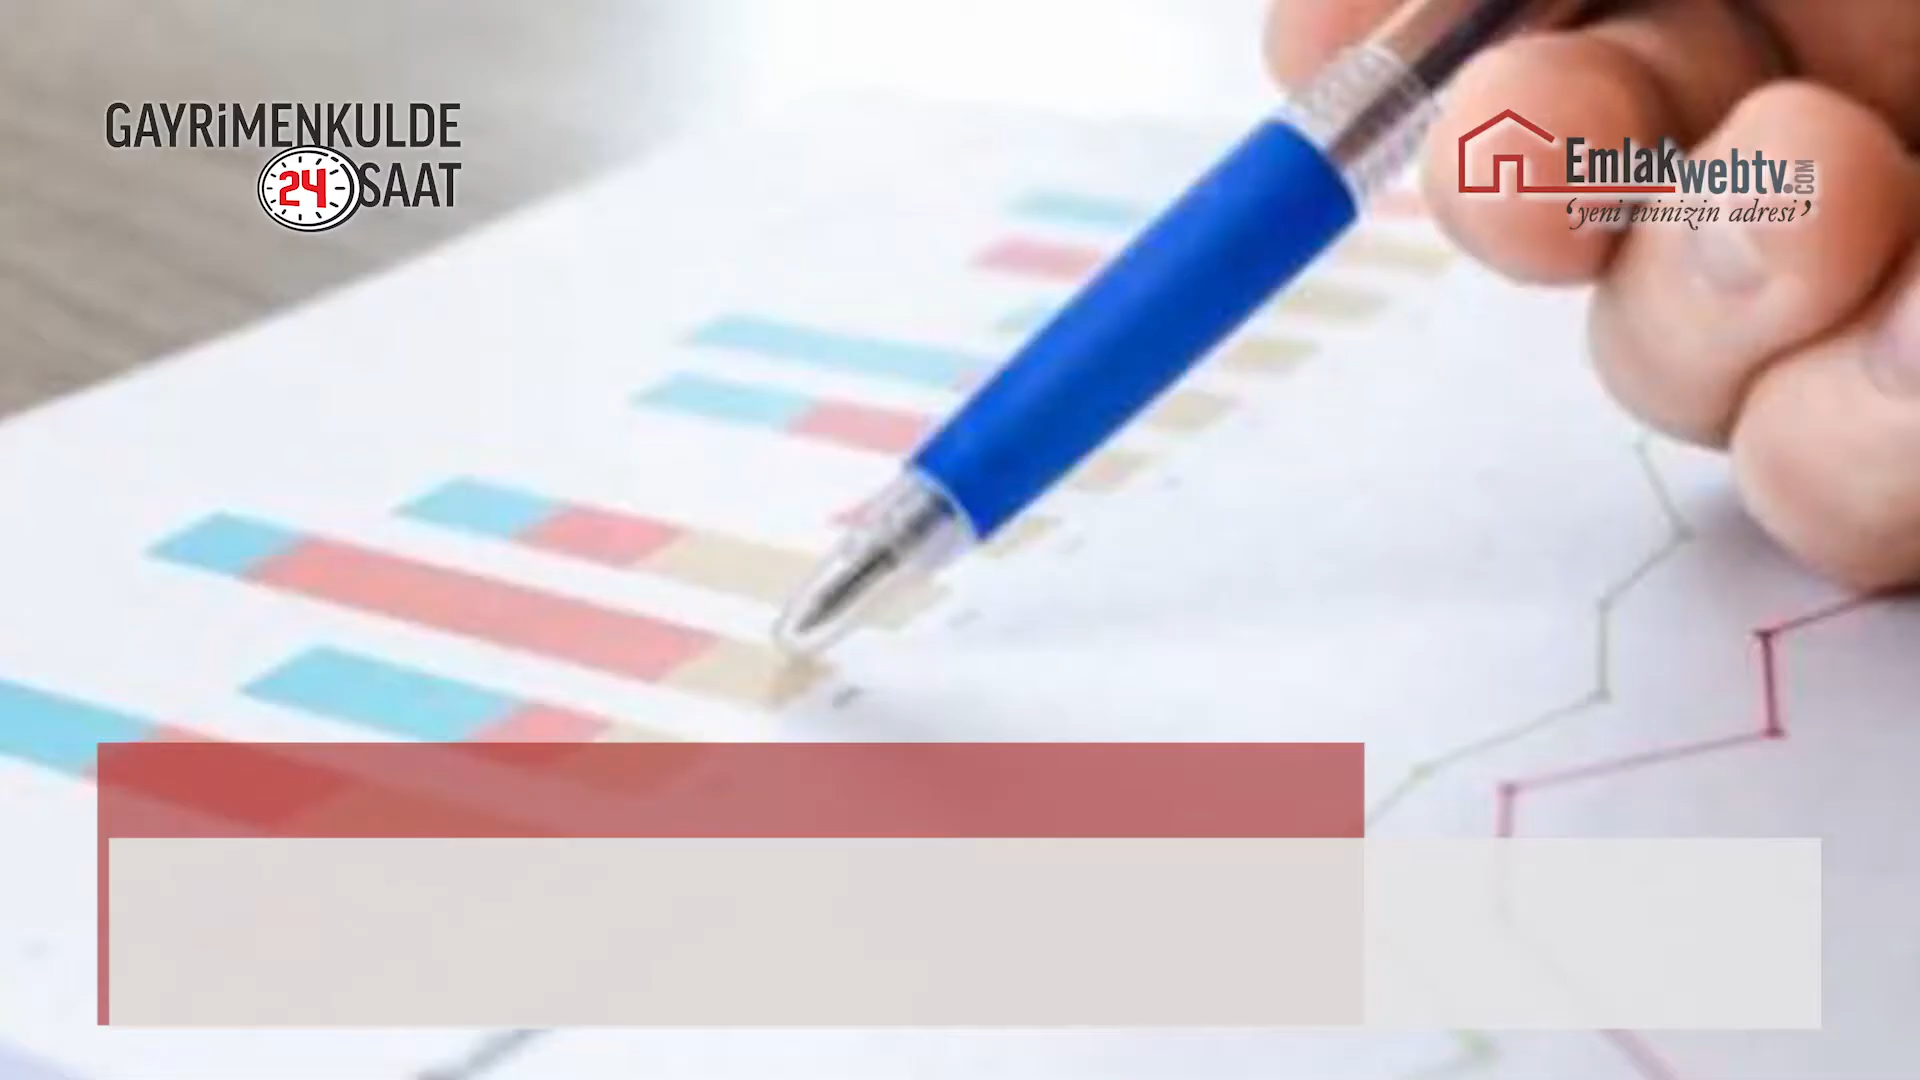 GAYRİMENKULDE
24 SAAT
Emlakwebtv.com
‘yeni evinizin adresi’